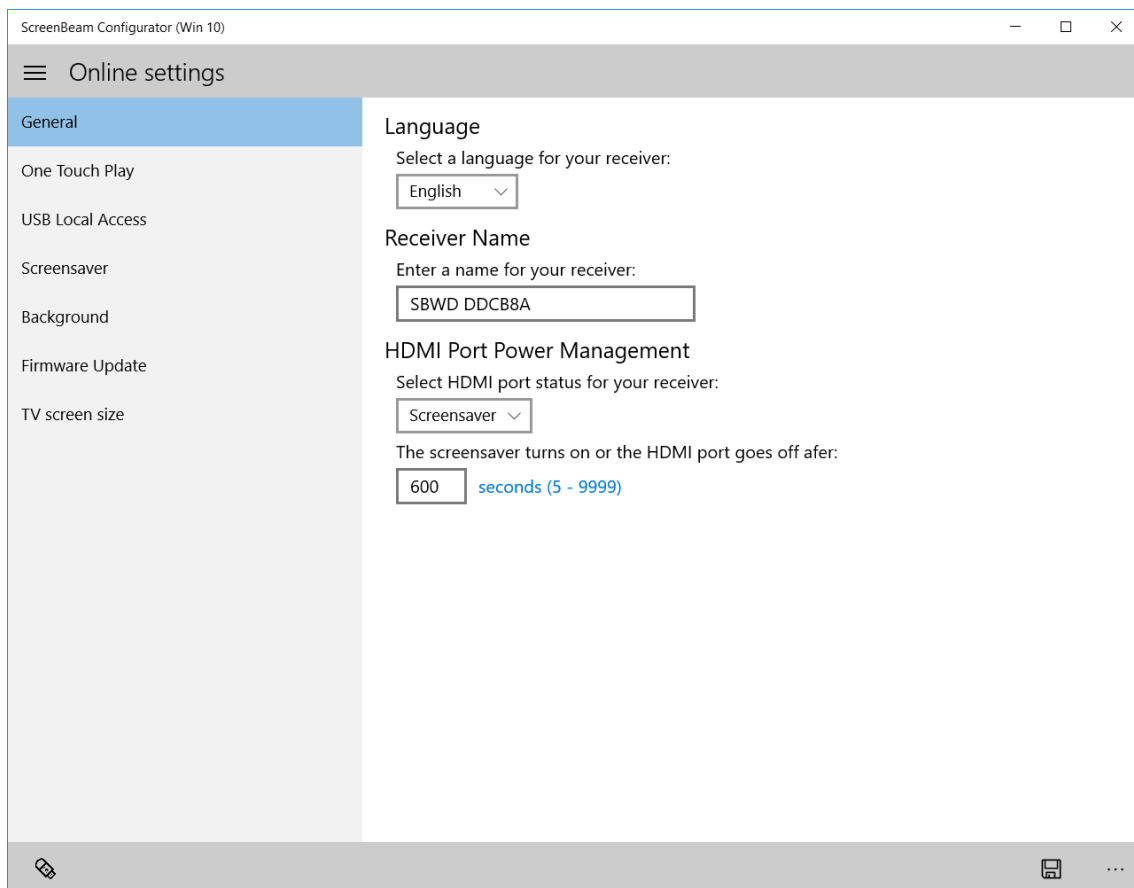 ScreenBeam Configurator (Win 10)
Online settings
General
One Touch Play
USB Local Access
Screensaver
Background
Firmware Update
TV screen size
Language
Select a language for your receiver:
English
Receiver Name
Enter a name for your receiver:
SBWD DDCB8A
HDMI Port Power Management
Select HDMI port status for your receiver:
Screensaver
The screensaver turns on or the HDMI port goes off afer:
600 seconds (5 - 9999)